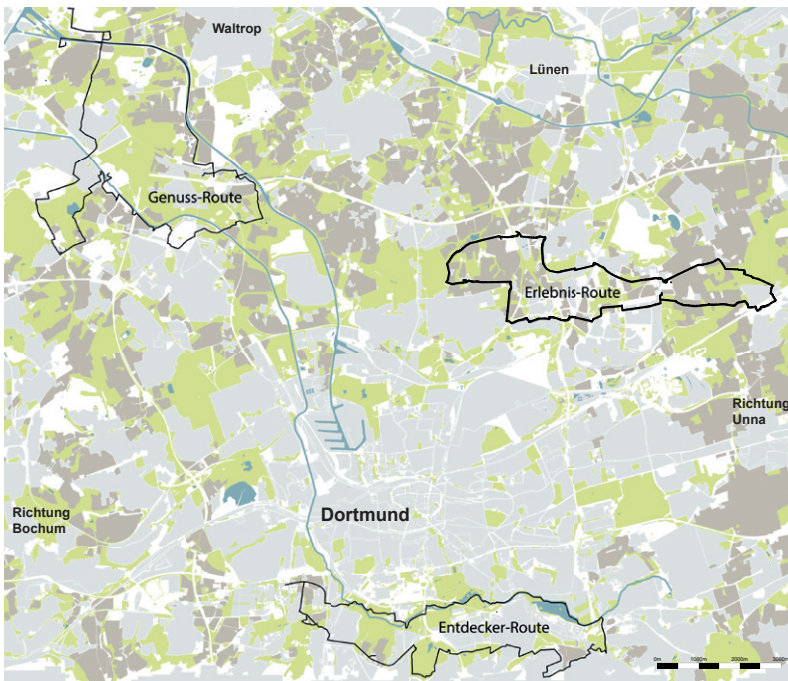 Waltrop
Lünen
Genuss-Route
Erlebnis-Route
Richtung
Unna
Richtung
Bochum
Dortmund
Entdecker-Route
0m 1000m 2000m 3000m